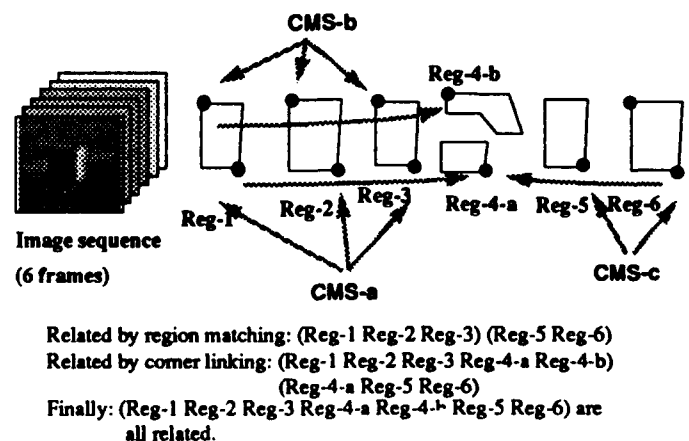 CMS-b
Reg-4-b
Reg-1
Reg-2
Reg-3
Reg-4-a
Reg-5
Reg-6
Image sequence
(6 frames)
CMS-a
CMS-c
Related by region matching: (Reg-1 Reg-2 Reg-3) (Reg-5 Reg-6)
Related by corner linking: (Reg-1 Reg-2 Reg-3 Reg-4-a Reg-4-b)
(Reg-4-a Reg-5 Reg-6)
Finally: (Reg-1 Reg-2 Reg-3 Reg-4-a Reg-4-b Reg-5 Reg-6) are
all related.